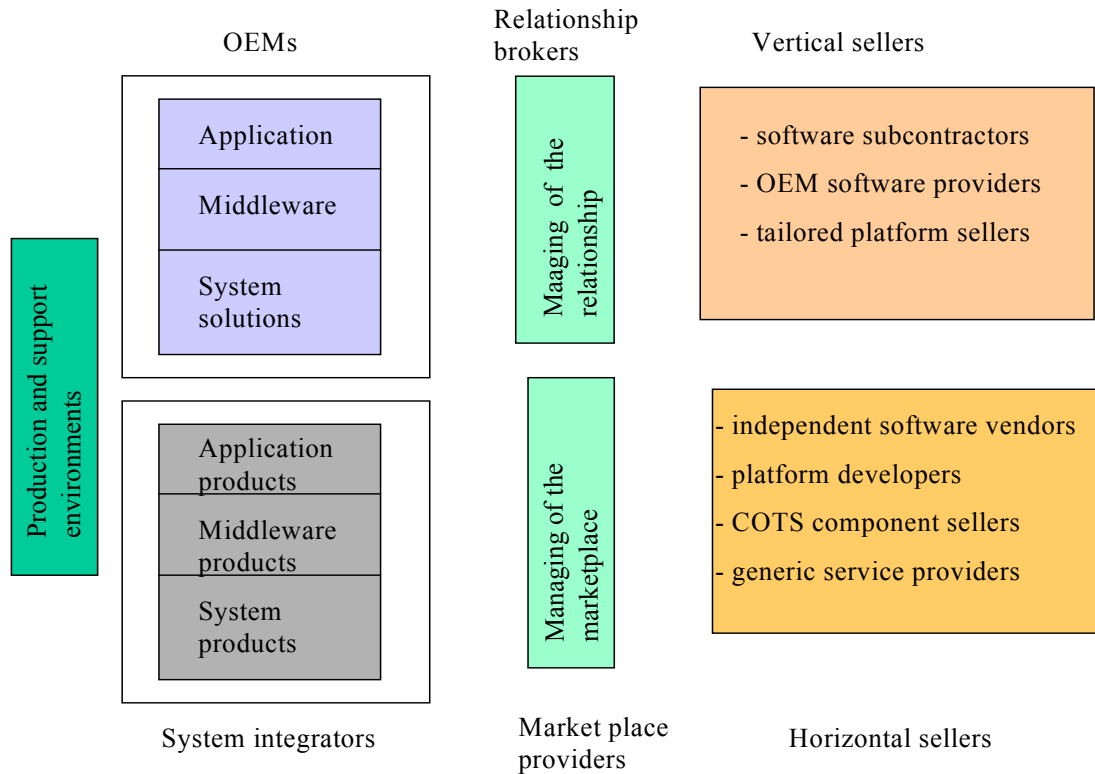 OEMs
Relationship
brokers
Vertical sellers
Application
Middleware
System
solutions
Maaging of the
relationship
- software subcontractors
- OEM software providers
- tailored platform sellers
Production and support
environments
Application
products
Middleware
products
System
products
Managing of the
marketplace
- independent software vendors
- platform developers
- COTS component sellers
- generic service providers
System integrators
Market place
providers
Horizontal sellers